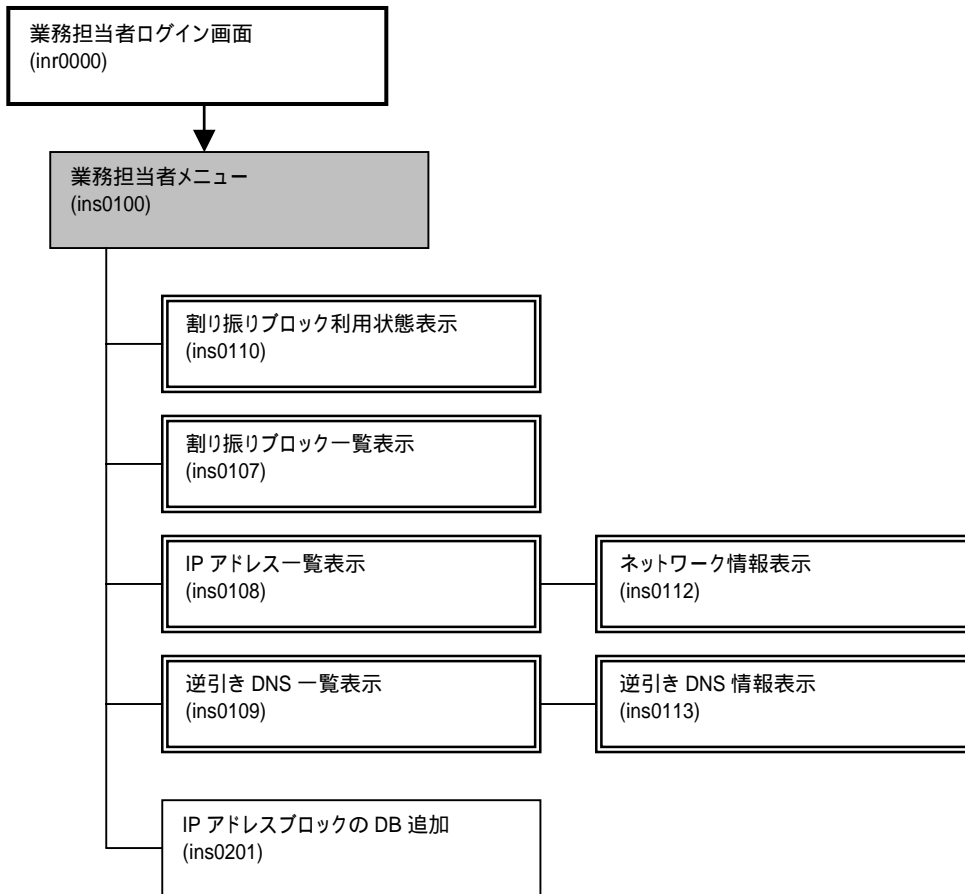 業務担当者ログイン画面
(inr0000)
業務担当者メニュー
(ins0100)
割り振りブロック利用状態表示
(ins0110)
割り振りブロック一覧表示
(ins0107)
IP アドレス一覧表示
(ins0108)
ネットワーク情報表示
(ins0112)
逆引き DNS 一覧表示
(ins0109)
逆引き DNS 情報表示
(ins0113)
IP アドレスブロックの DB 追加
(ins0201)